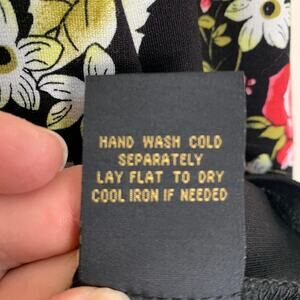 HAND WASH COLD
SEPARATELY
LAY FLAT TO DRY
COOL IRON IF NEEDED